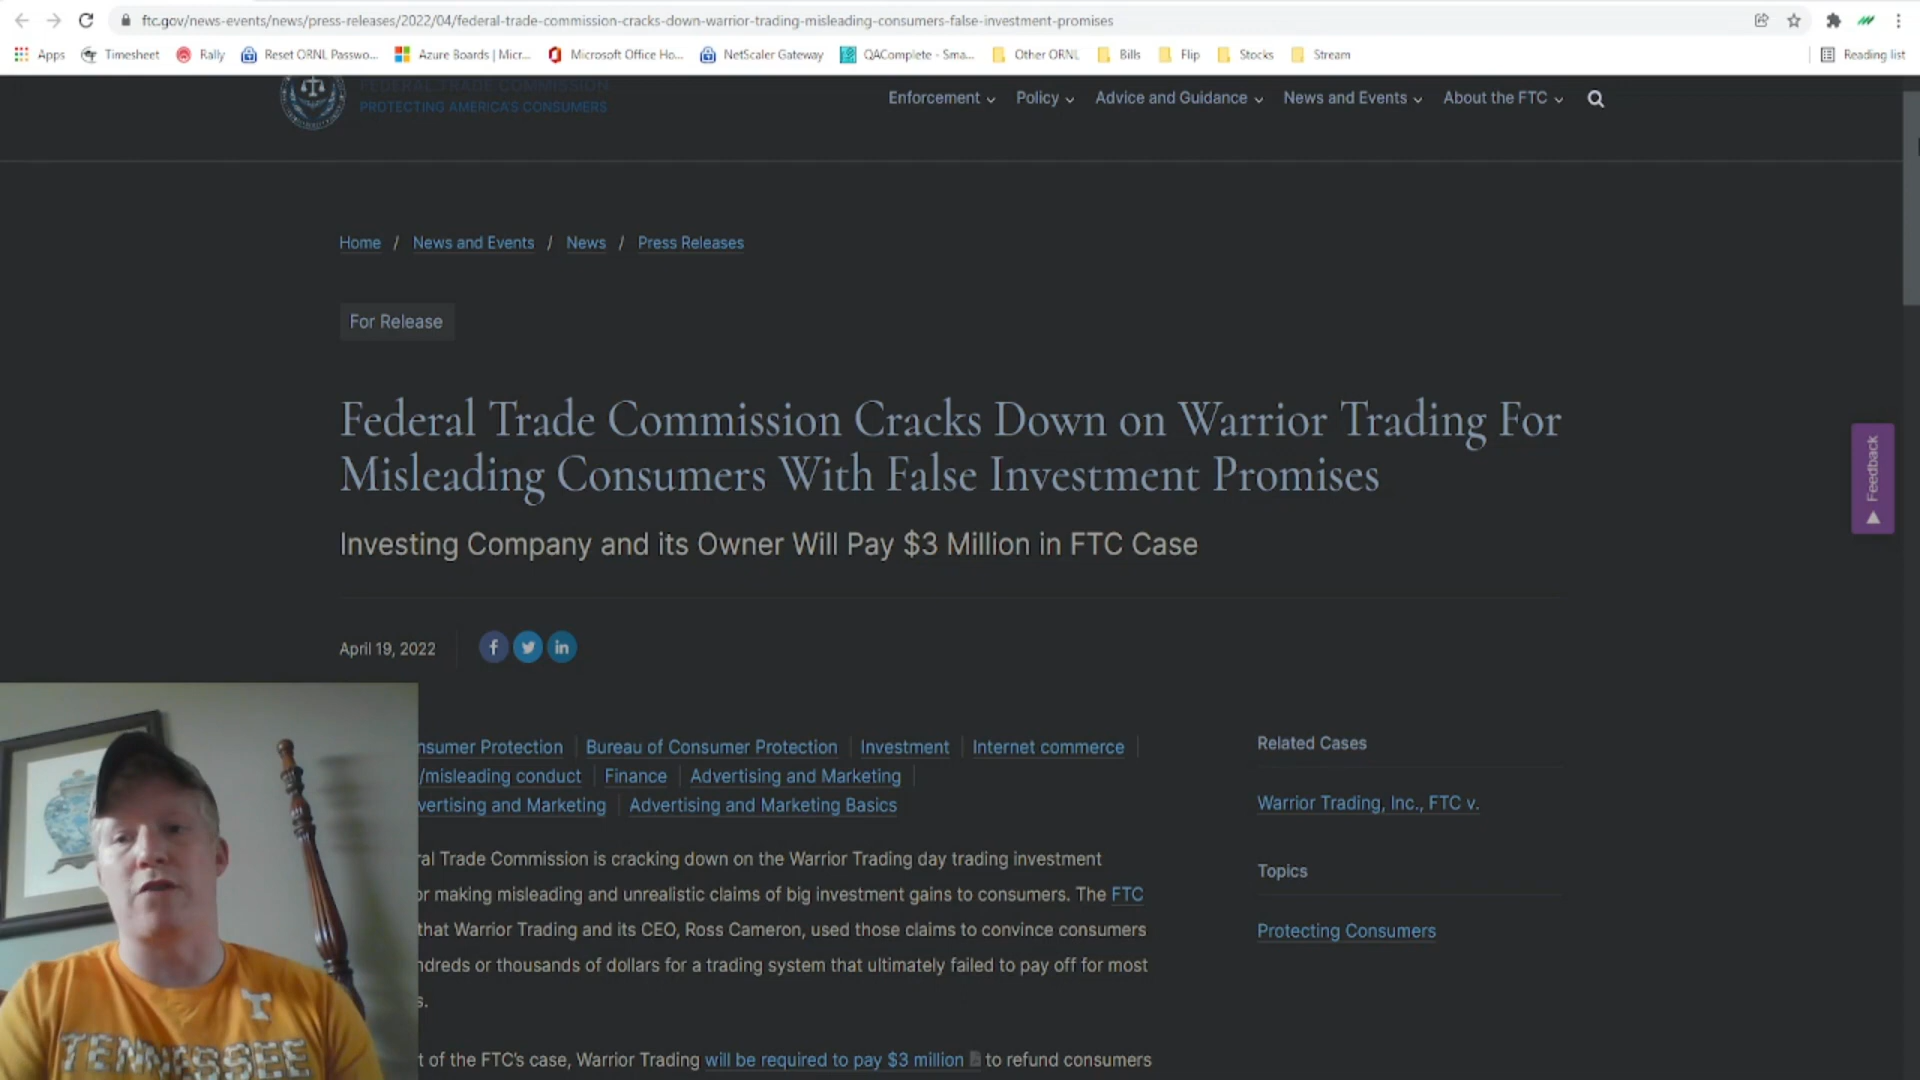 ftc.gov/news-events/news/press-releases/2022/04/federal-trade-commission-cracks-down-warrior-trading-misleading-consumers-false-investment-promises
Apps Timesheet Rally Reset ORNL Passwo... Azure Boards | Micr... Microsoft Office Ho... NetScaler Gateway QAComplete - Sma... Other ORNL Bills Flip Stocks Stream Reading list
FEDERAL TRADE COMMISSION
PROTECTING AMERICA'S CONSUMERS
Enforcement Policy Advice and Guidance News and Events About the FTC
Home / News and Events / News / Press Releases
For Release
Federal Trade Commission Cracks Down on Warrior Trading For
Misleading Consumers With False Investment Promises
Investing Company and its Owner Will Pay $3 Million in FTC Case
Feedback
April 19, 2022
nsumer Protection Bureau of Consumer Protection Investment Internet commerce
/misleading conduct Finance Advertising and Marketing
vertising and Marketing Advertising and Marketing Basics
ral Trade Commission is cracking down on the Warrior Trading day trading investment
or making misleading and unrealistic claims of big investment gains to consumers. The FTC
that Warrior Trading and its CEO, Ross Cameron, used those claims to convince consumers
ndreds or thousands of dollars for a trading system that ultimately failed to pay off for most
s.
t of the FTC's case, Warrior Trading will be required to pay $3 million to refund consumers
Related Cases
Warrior Trading, Inc., FTC v.
Topics
Protecting Consumers
T
TENNESSEE